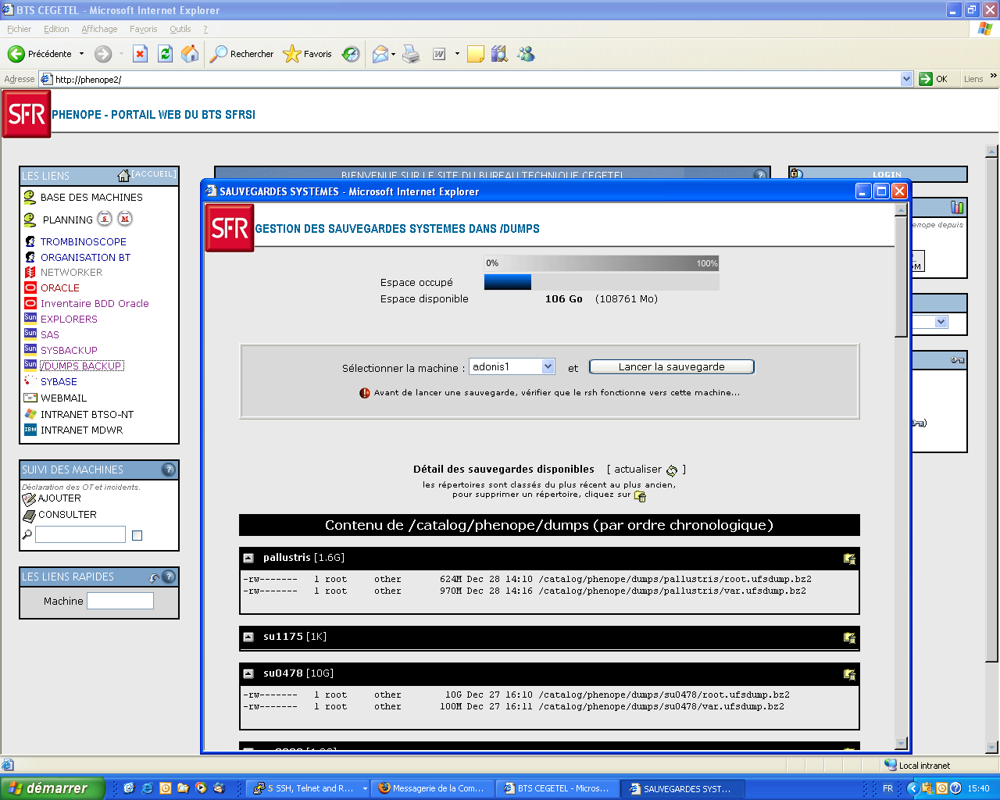 BTS CEGETEL - Microsoft Internet Explorer
Fichier Edition Affichage Favoris Outils ?
Précédente Rechercher Favoris
Adresse http://phenope2/ OK Liens »
SFR PHENOPE - PORTAIL WEB DU BTS SFRSI
LES LIENS [ACCUEIL]
BASE DES MACHINES
PLANNING S M
TROMBINOSCOPE
ORGANISATION BT
NETWORKER
ORACLE
Inventaire BDD Oracle
Sun EXPLORERS
Sun SAS
Sun SYSBACKUP
Sun /DUMPS BACKUP
SYBASE
WEBMAIL
INTRANET BTSO-NT
IBM INTRANET MDWR
SUIVI DES MACHINES ?
Déclaration des OT et incidents.
AJOUTER
CONSULTER
LES LIENS RAPIDES ?
Machine
BIENVENUE SUR LE SITE DU BUREAU TECHNIQUE CEGETEL ?
LOGIN
enope depuis
SAUVEGARDES SYSTEMES - Microsoft Internet Explorer
SFR GESTION DES SAUVEGARDES SYSTEMES DANS /DUMPS
0% 100%
Espace occupé
Espace disponible 106 Go (108761 Mo)
Sélectionner la machine : adonis1 et Lancer la sauvegarde
Avant de lancer une sauvegarde, vérifier que le rsh fonctionne vers cette machine...
Détail des sauvegardes disponibles [ actualiser ]
les répertoires sont classés du plus récent au plus ancien,
pour supprimer un répertoire, cliquez sur
Contenu de /catalog/phenope/dumps (par ordre chronologique)
pallustris [1.6G]
-rw------- 1 root other 624M Dec 28 14:10 /catalog/phenope/dumps/pallustris/root.ufsdump.bz2
-rw------- 1 root other 970M Dec 28 14:16 /catalog/phenope/dumps/pallustris/var.ufsdump.bz2
su1175 [1K]
su0478 [10G]
-rw------- 1 root other 10G Dec 27 16:10 /catalog/phenope/dumps/su0478/root.ufsdump.bz2
-rw------- 1 root other 100M Dec 27 16:11 /catalog/phenope/dumps/su0478/var.ufsdump.bz2
Local intranet
démarrer 5 SSH, Telnet and R... Messagerie de la Com... BTS CEGETEL - Micros... SAUVEGARDES SYST... FR 15:40